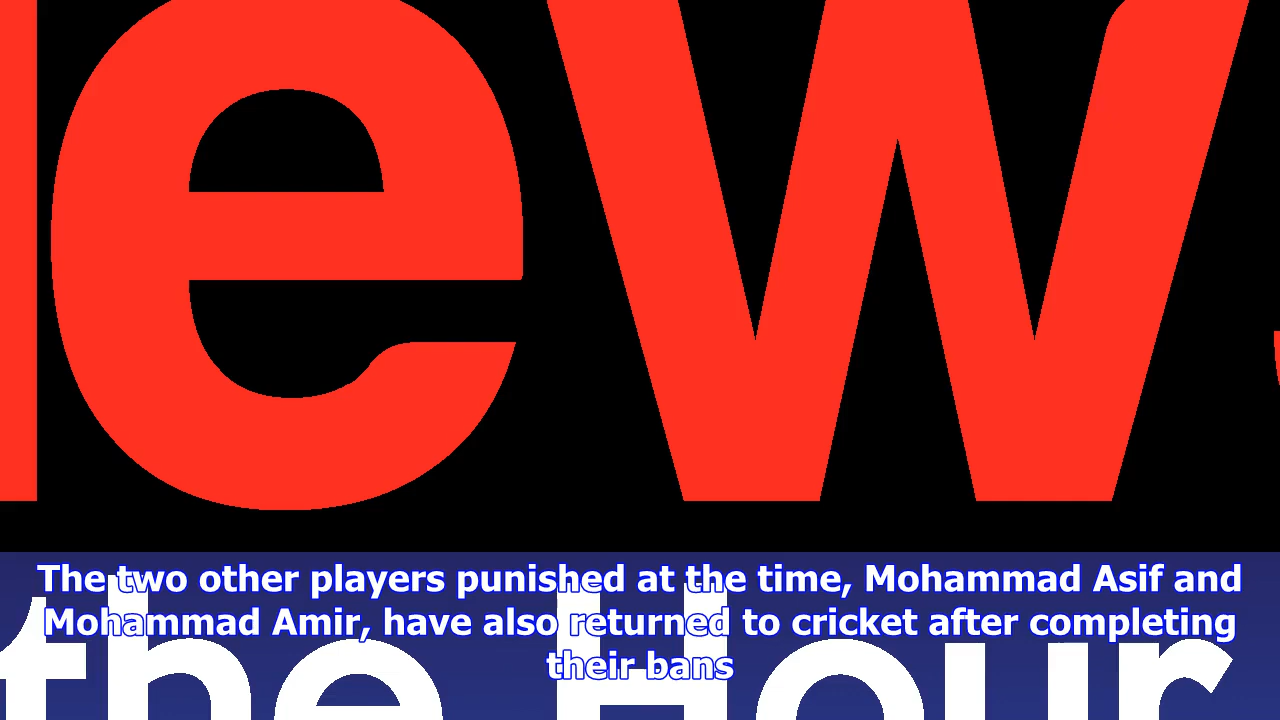 ew
The two other players punished at the time, Mohammad Asif and
Mohammad Amir, have also returned to cricket after completing
their bans
the Hour